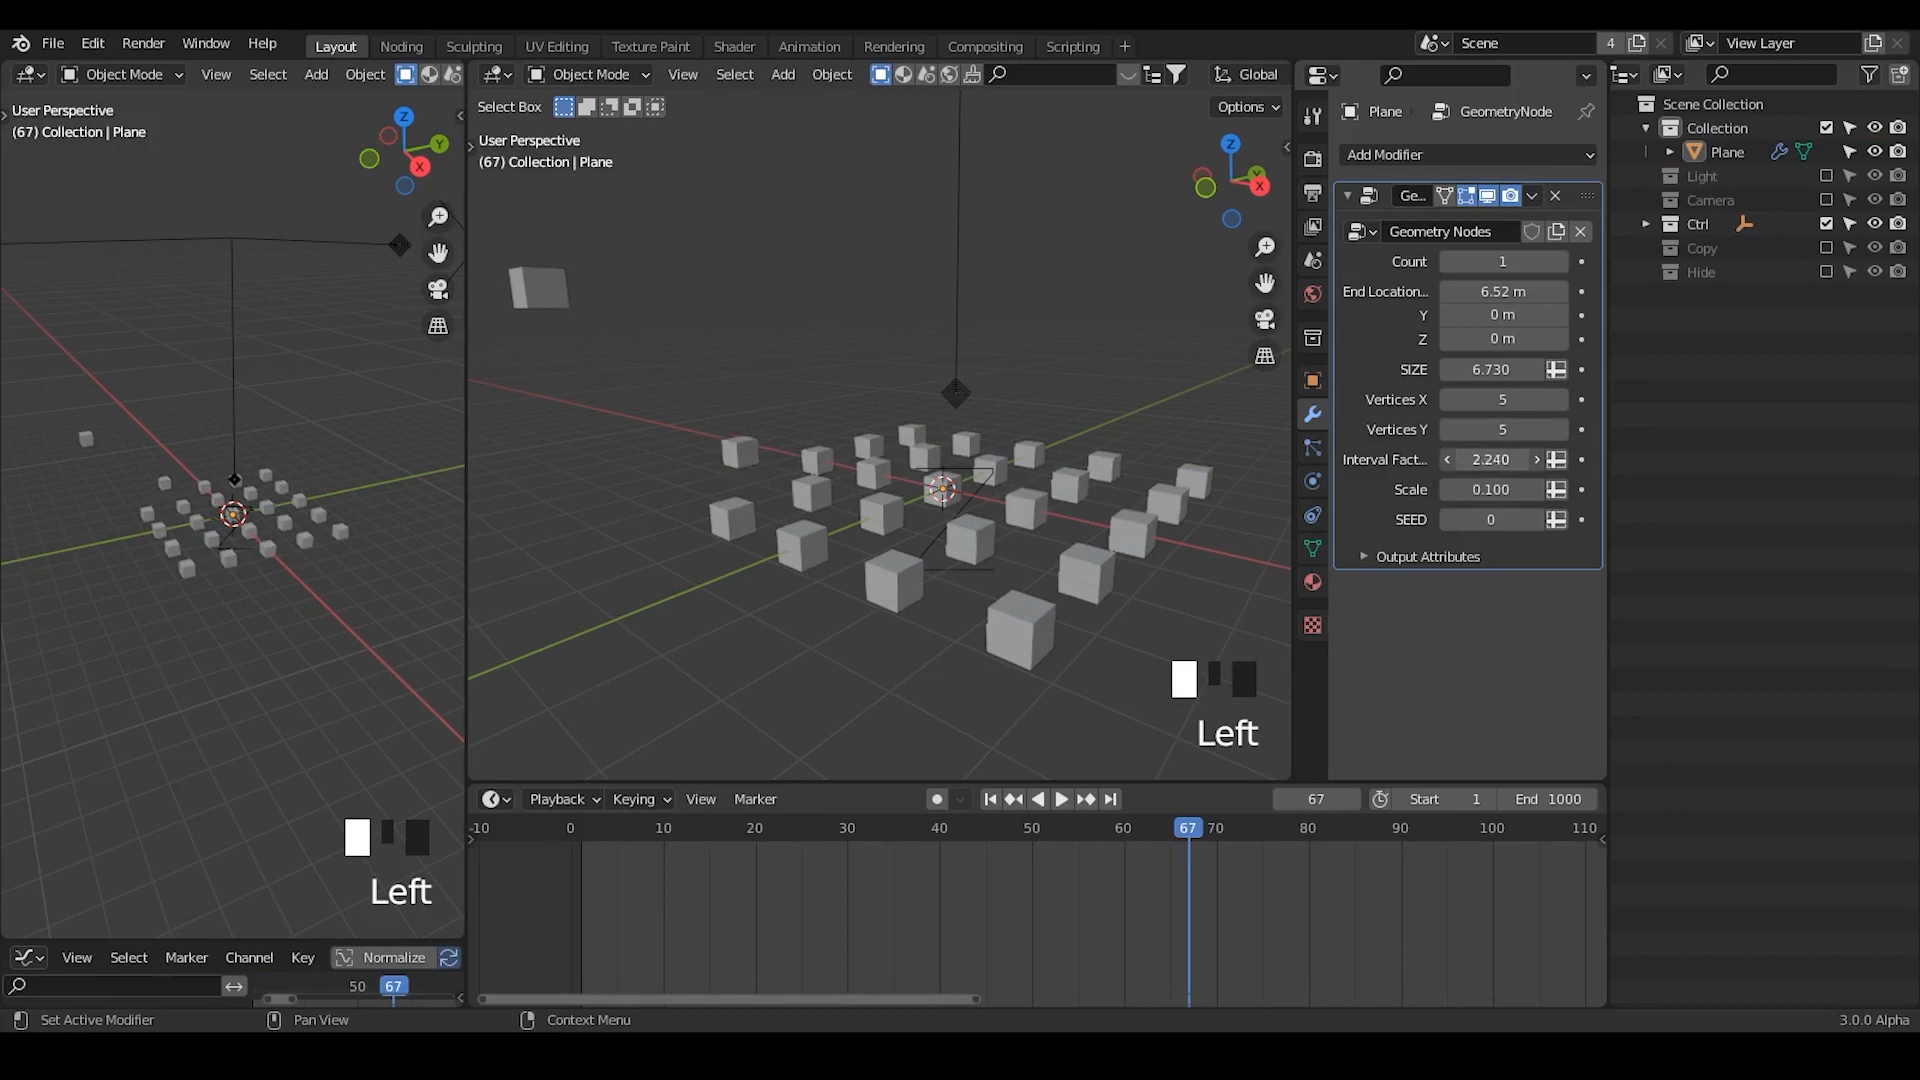 File Edit Render Window Help Layout Noding Sculpting UV Editing Texture Paint Shader Animation Rendering Compositing Scripting + Scene 4 View Layer
Object Mode View Select Add Object Object Mode View Select Add Object Global
Select Box Options
User Perspective
(67) Collection | Plane
Z
Y
X
Left
User Perspective
(67) Collection | Plane
Z
Y
X
Left
Plane GeometryNode
Add Modifier
Ge...
Geometry Nodes
Count 1
End Location... 6.52 m
Y 0 m
Z 0 m
SIZE 6.730
Vertices X 5
Vertices Y 5
Interval Fact... 2.240
Scale 0.100
SEED 0
Output Attributes
Scene Collection
Collection
Plane
Light
Camera
Ctrl
Copy
Hide
Playback Keying View Marker 67 Start 1 End 1000
-10 0 10 20 30 40 50 60 67 70 80 90 100 110
View Select Marker Channel Key Normalize
50 67
Set Active Modifier Pan View Context Menu 3.0.0 Alpha